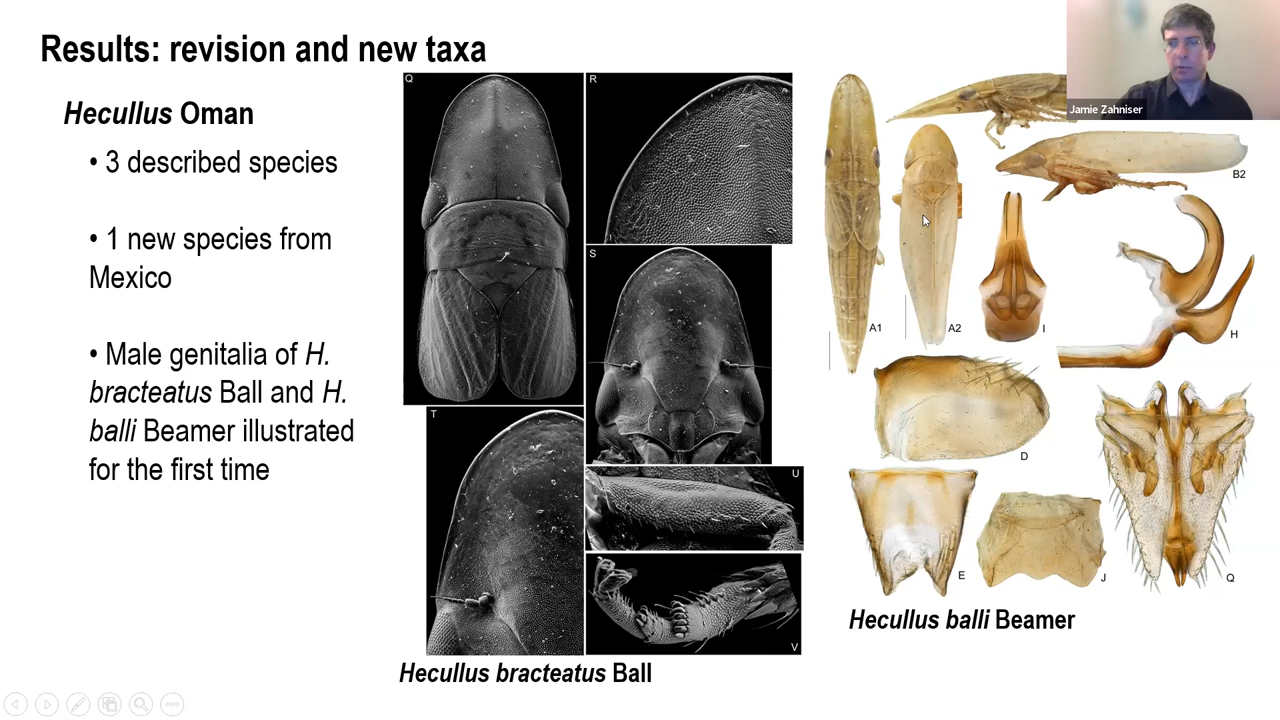 Results: revision and new taxa
Jamie Zahniser
Hecullus Oman
• 3 described species
• 1 new species from
Mexico
• Male genitalia of H.
bracteatus Ball and H.
balli Beamer illustrated
for the first time
Q
R
S
T
U
V
Hecullus bracteatus Ball
B2
A1
A2
I
H
D
E
J
Q
Hecullus balli Beamer